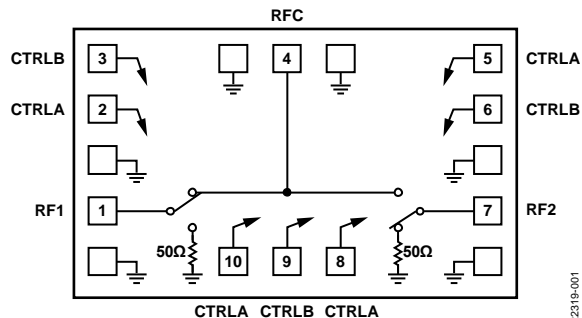 RFC
CTRLB 3 4 5 CTRLA
CTRLA 2 6 CTRLB
RF1 1 7 RF2
50Ω 10 9 8 50Ω
CTRLA CTRLB CTRLA
2319-001